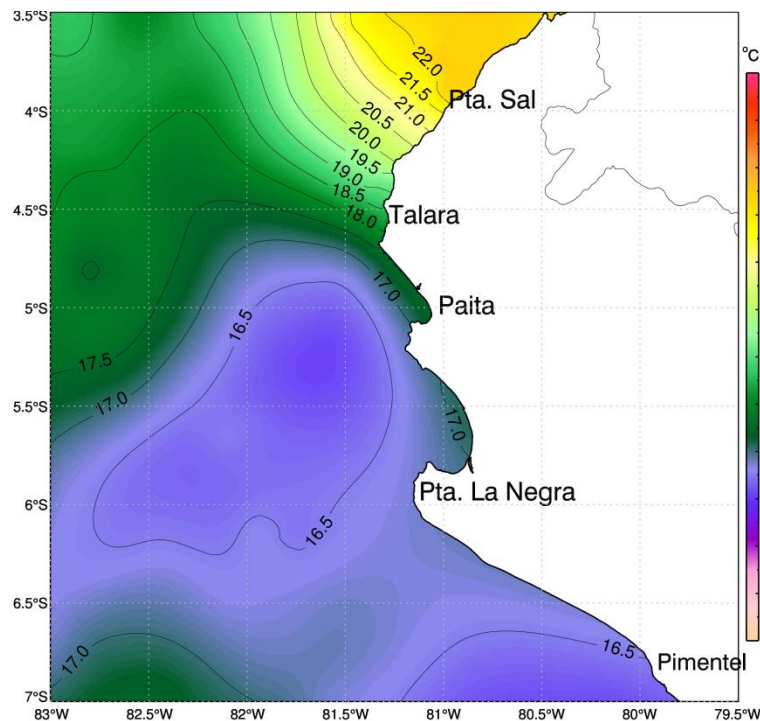 3.5°S
°C
22.0
21.5
Pta. Sal
21.0
4°S
20.5
20.0
19.5
19.0
18.5
4.5°S
18.0
Talara
17.0
5°S
Paita
16.5
17.5
17.0
5.5°S
17.0
Pta. La Negra
6°S
16.5
6.5°S
16.5
17.0
Pimentel
7°S
83°W
82.5°W
82°W
81.5°W
81°W
80.5°W
80°W
79.5°W